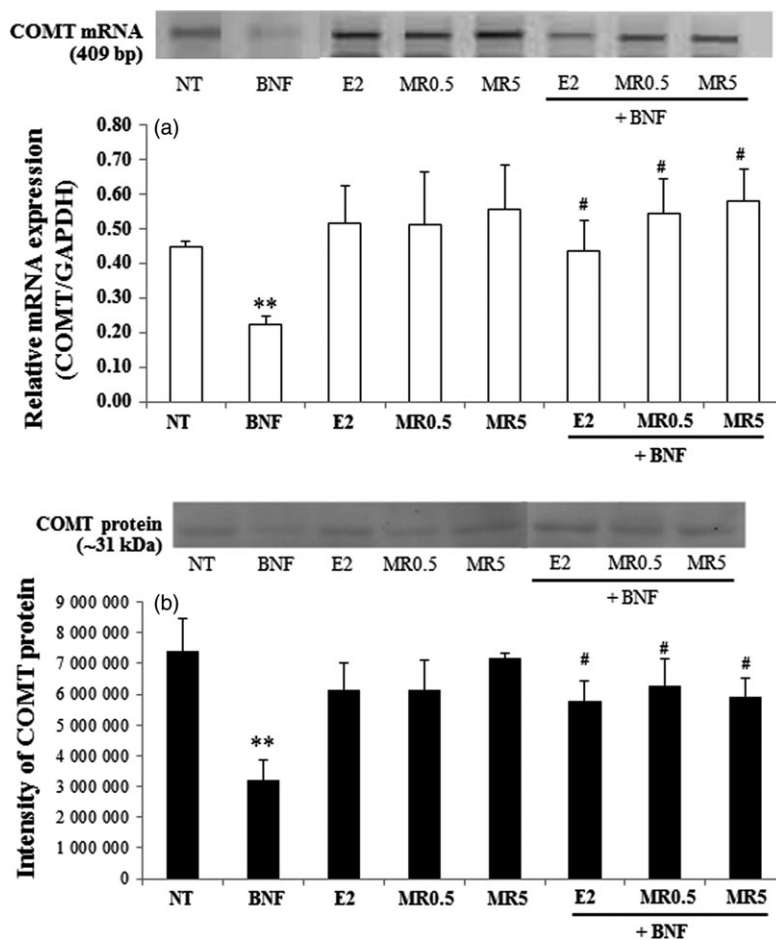 COMT mRNA
(409 bp)
NT BNF E2 MR0.5 MR5 E2 MR0.5 MR5
+ BNF
(a)
Relative mRNA expression
(COMT/GAPDH)
0.80
0.70
0.60
0.50
0.40
0.30
0.20
0.10
0.00
**
# # #
NT BNF E2 MR0.5 MR5 E2 MR0.5 MR5
+ BNF
COMT protein
(~31 kDa)
NT BNF E2 MR0.5 MR5 E2 MR0.5 MR5
+ BNF
(b)
Intensity of COMT protein
9 000 000
8 000 000
7 000 000
6 000 000
5 000 000
4 000 000
3 000 000
2 000 000
1 000 000
0
**
# # #
NT BNF E2 MR0.5 MR5 E2 MR0.5 MR5
+ BNF